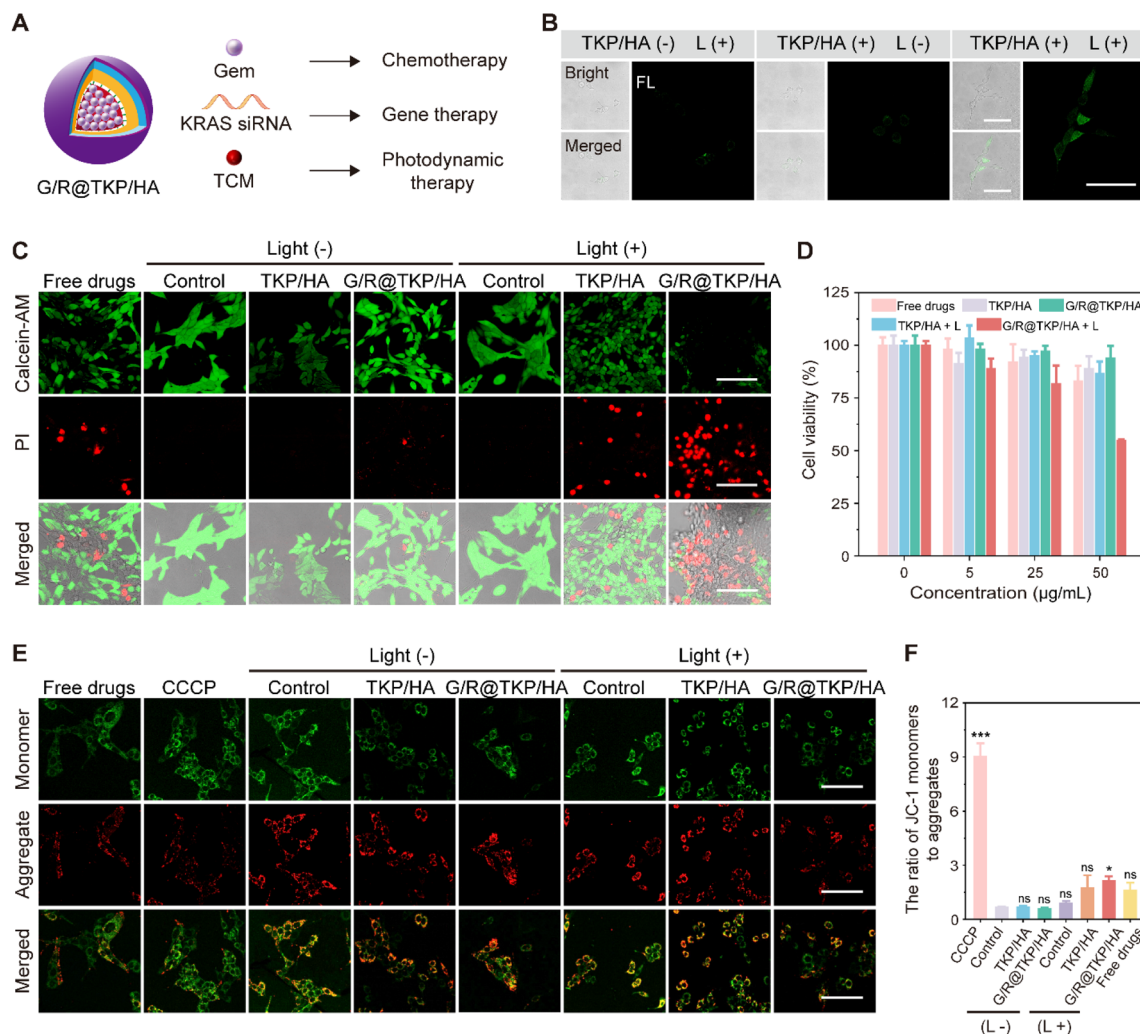 A
Gem
Chemotherapy
KRAS siRNA
Gene therapy
TCM
Photodynamic
therapy
G/R@TKP/HA
B
TKP/HA (-) L (+)
TKP/HA (+) L (-)
TKP/HA (+) L (+)
Bright
FL
Merged
C
Light (-)
Light (+)
Free drugs
Control
TKP/HA
G/R@TKP/HA
Control
TKP/HA
G/R@TKP/HA
Calcein-AM
PI
Merged
D
Free drugs
TKP/HA
G/R@TKP/HA
TKP/HA + L
G/R@TKP/HA + L
Cell viability (%)
125
100
75
50
25
0
0
5
25
50
Concentration (µg/mL)
E
Light (-)
Light (+)
Free drugs
CCCP
Control
TKP/HA
G/R@TKP/HA
Control
TKP/HA
G/R@TKP/HA
Monomer
Aggregate
Merged
F
The ratio of JC-1 monomers
to aggregates
12
9
6
3
0
***
ns
ns
ns
ns
*
ns
CCCP
Control
TKP/HA
G/R@TKP/HA
Control
TKP/HA
G/R@TKP/HA
Free drugs
(L -)
(L +)